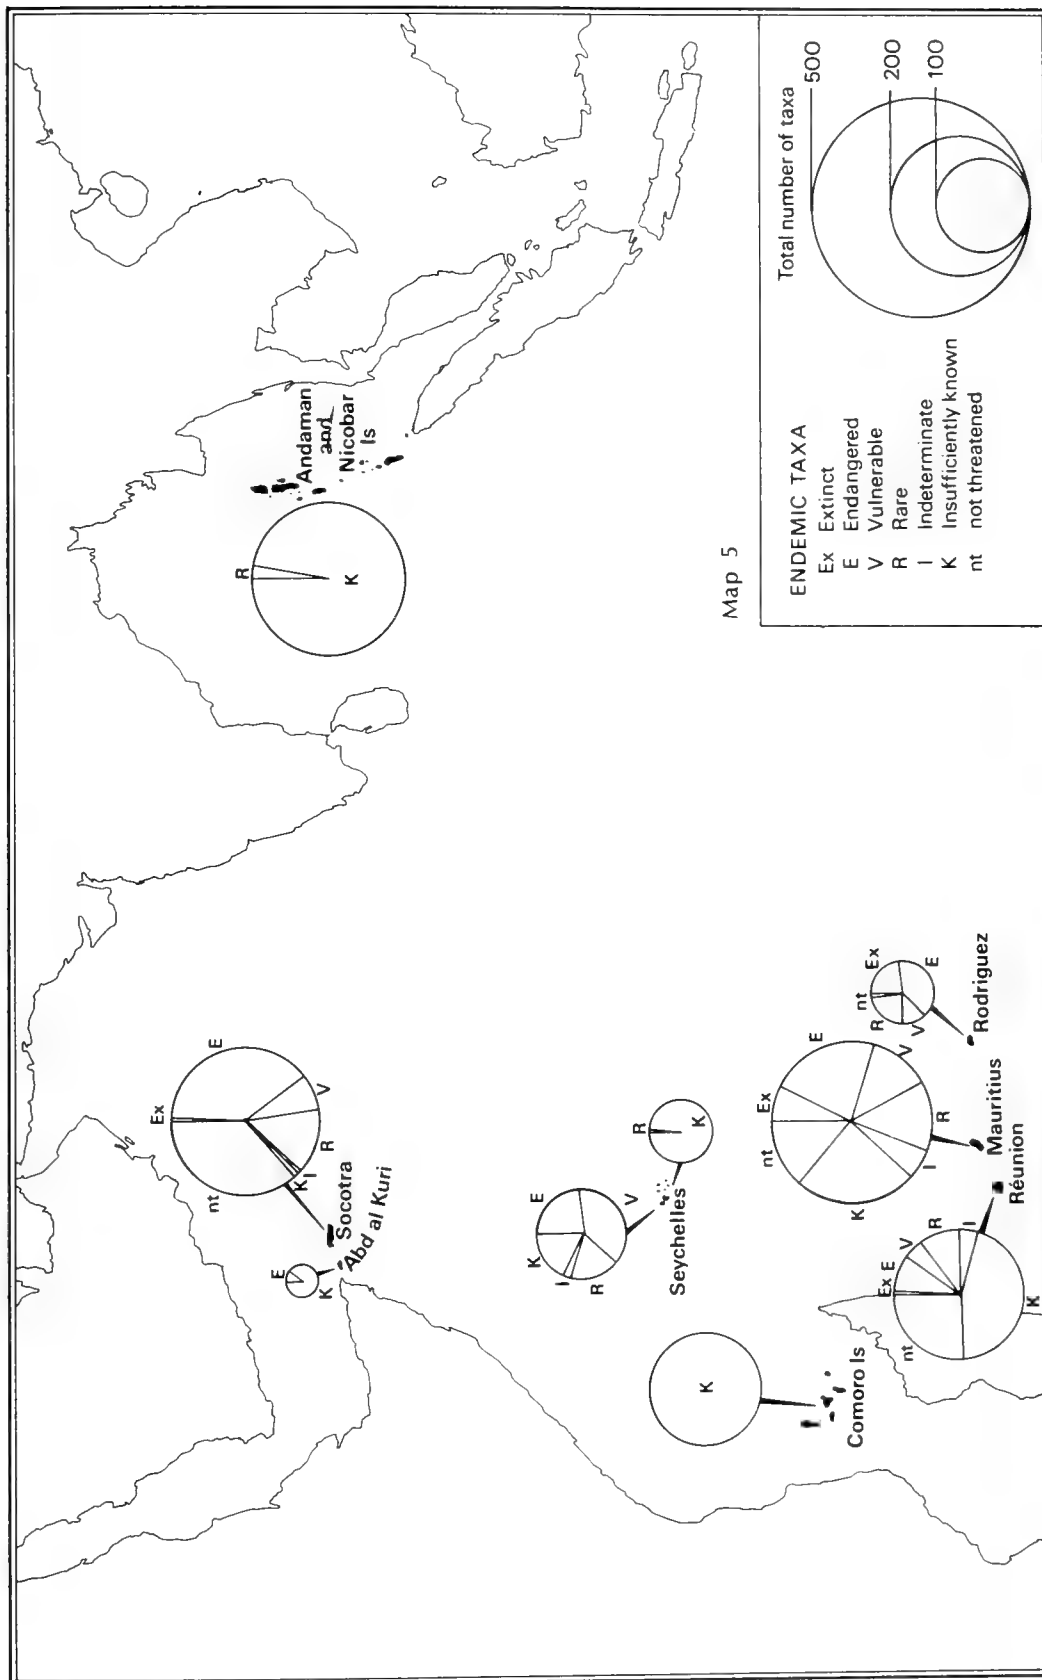 Andaman
and
Nicobar
Is
R
K
Ex
E
V
R
I
K
nt
Socotra
E
K
Abd al Kuri
E
V
R
I
K
R
K
Seychelles
K
Comoro Is
Ex
E
V
R
I
K
nt
Mauritius
Ex
E
V
R
nt
Rodriguez
Ex
E
V
R
I
K
nt
Réunion
Map 5
ENDEMIC TAXA
Ex Extinct
E Endangered
V Vulnerable
R Rare
I Indeterminate
K Insufficiently known
nt not threatened
Total number of taxa
500
200
100